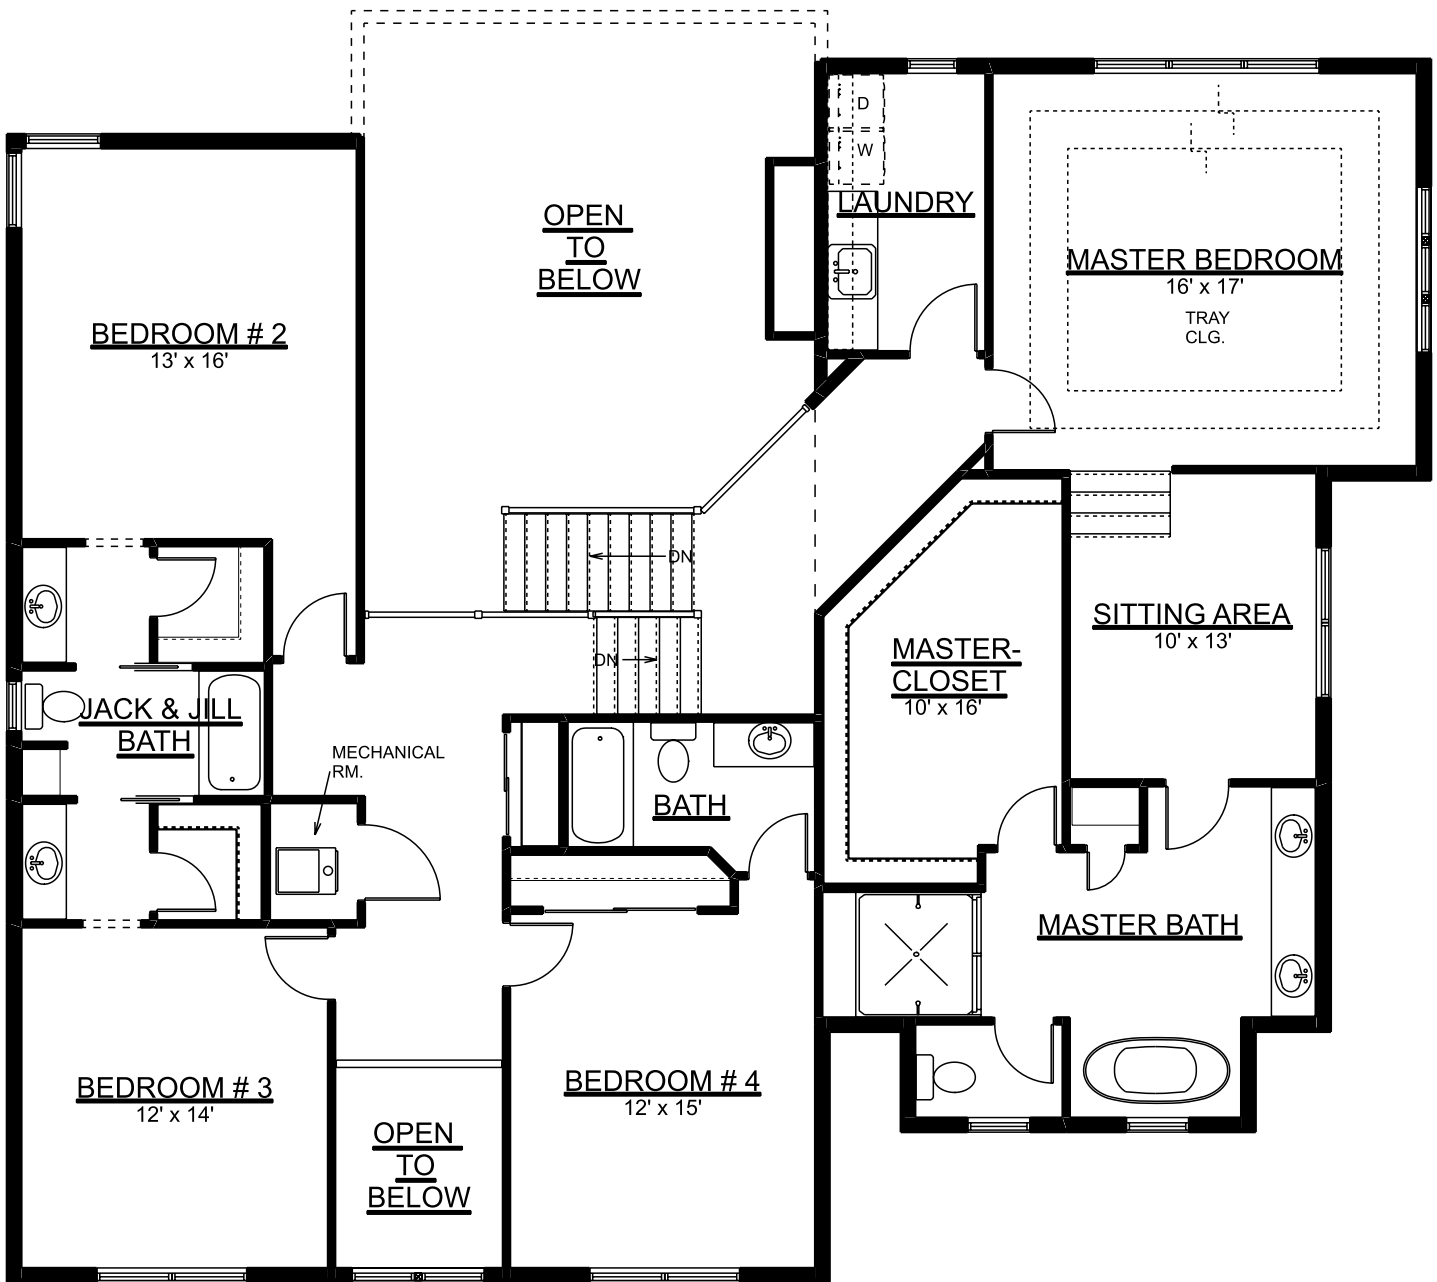 D
W
LAUNDRY
OPEN
TO
BELOW
MASTER BEDROOM
16' x 17'
TRAY
CLG.
BEDROOM # 2
13' x 16'
DN
DN
SITTING AREA
10' x 13'
MASTER-
CLOSET
10' x 16'
JACK & JILL
BATH
MECHANICAL
RM.
BATH
MASTER BATH
BEDROOM # 3
12' x 14'
BEDROOM # 4
12' x 15'
OPEN
TO
BELOW